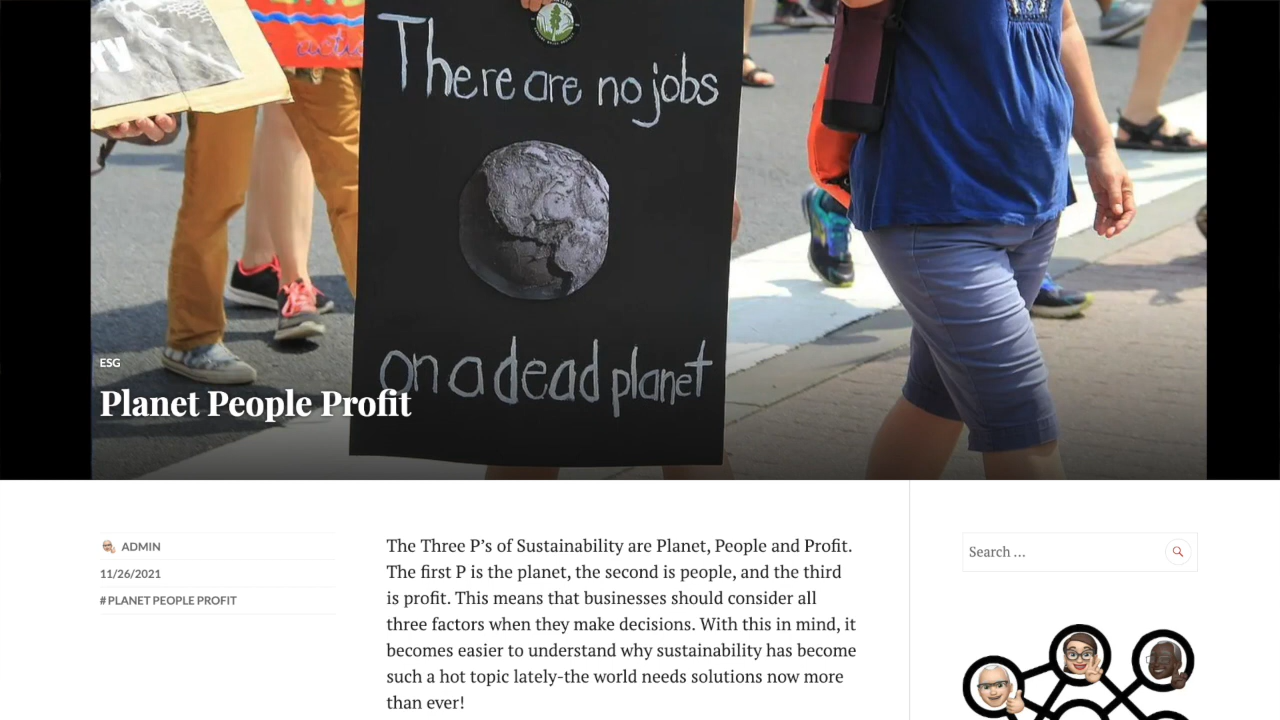 There are no jobs
on a dead planet
ESG
Planet People Profit
ADMIN
11/26/2021
# PLANET PEOPLE PROFIT
The Three P’s of Sustainability are Planet, People and Profit.
The first P is the planet, the second is people, and the third
is profit. This means that businesses should consider all
three factors when they make decisions. With this in mind, it
becomes easier to understand why sustainability has become
such a hot topic lately-the world needs solutions now more
than ever!
Search …